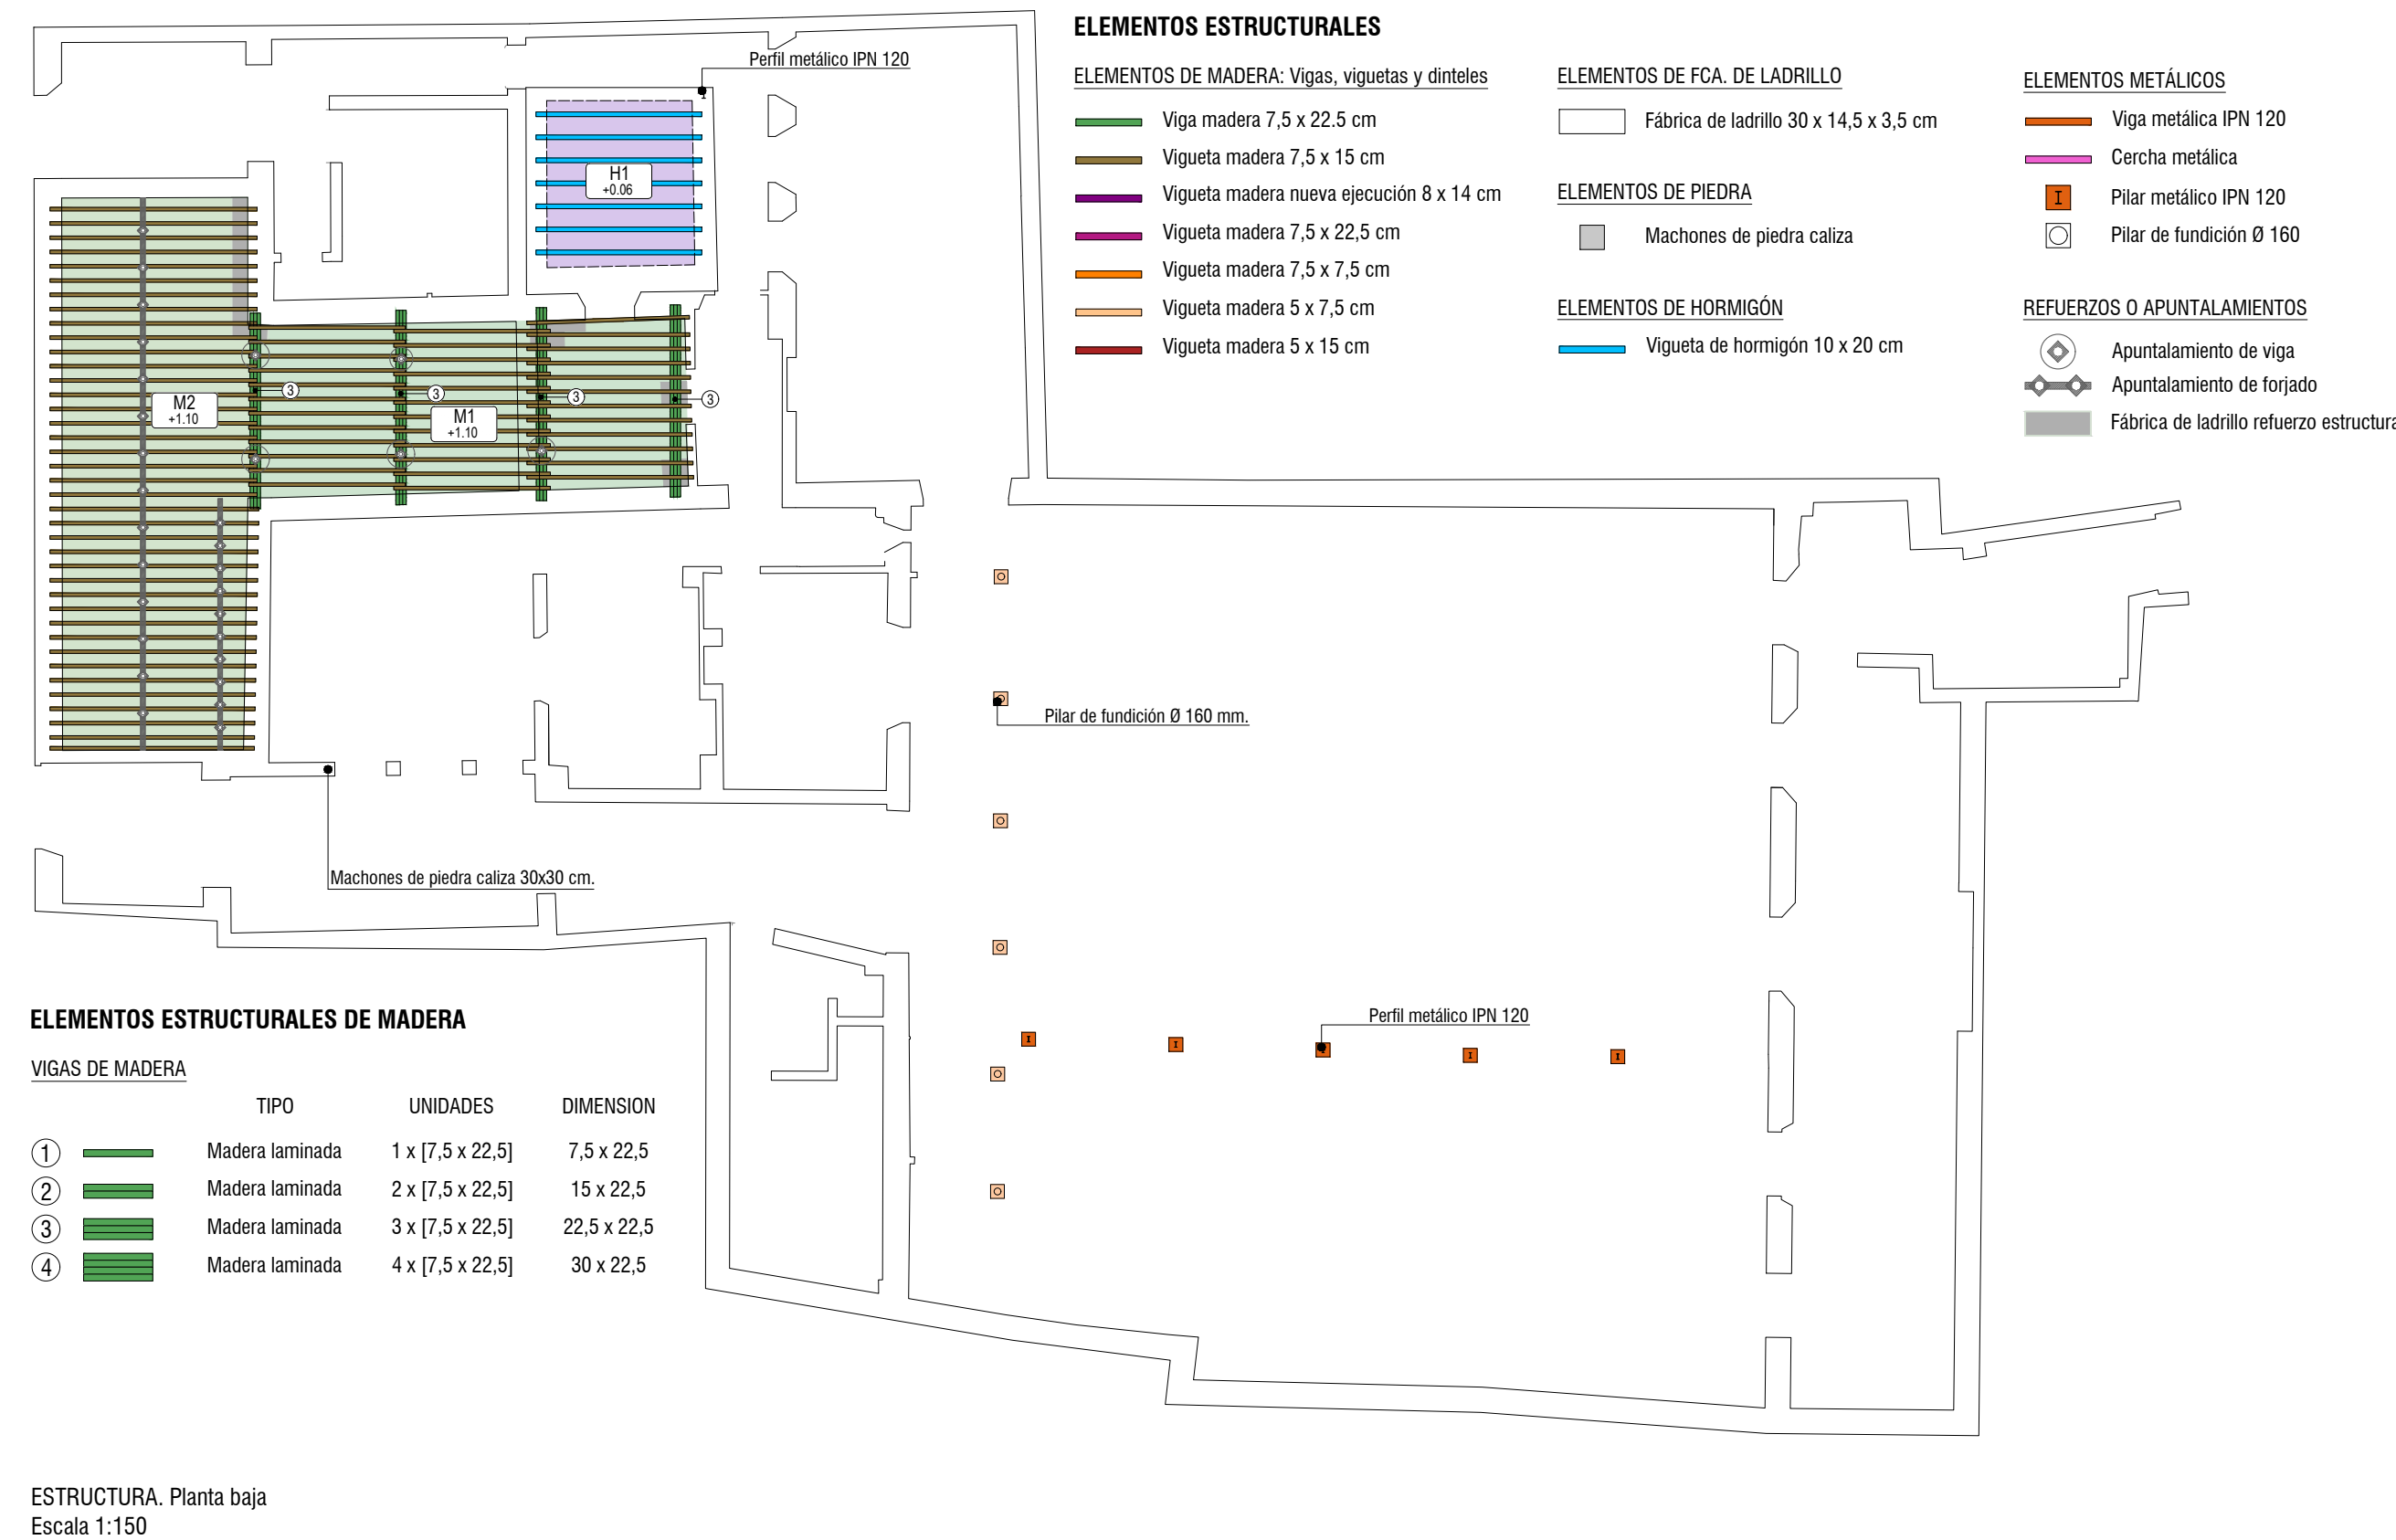 ELEMENTOS ESTRUCTURALES
ELEMENTOS DE MADERA: Vigas, viguetas y dinteles
Viga madera 7,5 x 22.5 cm
Vigueta madera 7,5 x 15 cm
Vigueta madera nueva ejecución 8 x 14 cm
Vigueta madera 7,5 x 22,5 cm
Vigueta madera 7,5 x 7,5 cm
Vigueta madera 5 x 7,5 cm
Vigueta madera 5 x 15 cm
ELEMENTOS DE FCA. DE LADRILLO
Fábrica de ladrillo 30 x 14,5 x 3,5 cm
ELEMENTOS DE PIEDRA
Machones de piedra caliza
ELEMENTOS DE HORMIGÓN
Vigueta de hormigón 10 x 20 cm
ELEMENTOS METÁLICOS
Viga metálica IPN 120
Cercha metálica
Pilar metálico IPN 120
Pilar de fundición Ø 160
REFUERZOS O APUNTALAMIENTOS
Apuntalamiento de viga
Apuntalamiento de forjado
Fábrica de ladrillo refuerzo estructura
Perfil metálico IPN 120
H1
+0.06
3
3
3
3
M2
+1.10
M1
+1.10
Pilar de fundición Ø 160 mm.
Machones de piedra caliza 30x30 cm.
Perfil metálico IPN 120
ELEMENTOS ESTRUCTURALES DE MADERA
VIGAS DE MADERA
TIPO UNIDADES DIMENSION
1 Madera laminada 1 x [7,5 x 22,5] 7,5 x 22,5
2 Madera laminada 2 x [7,5 x 22,5] 15 x 22,5
3 Madera laminada 3 x [7,5 x 22,5] 22,5 x 22,5
4 Madera laminada 4 x [7,5 x 22,5] 30 x 22,5
ESTRUCTURA. Planta baja
Escala 1:150